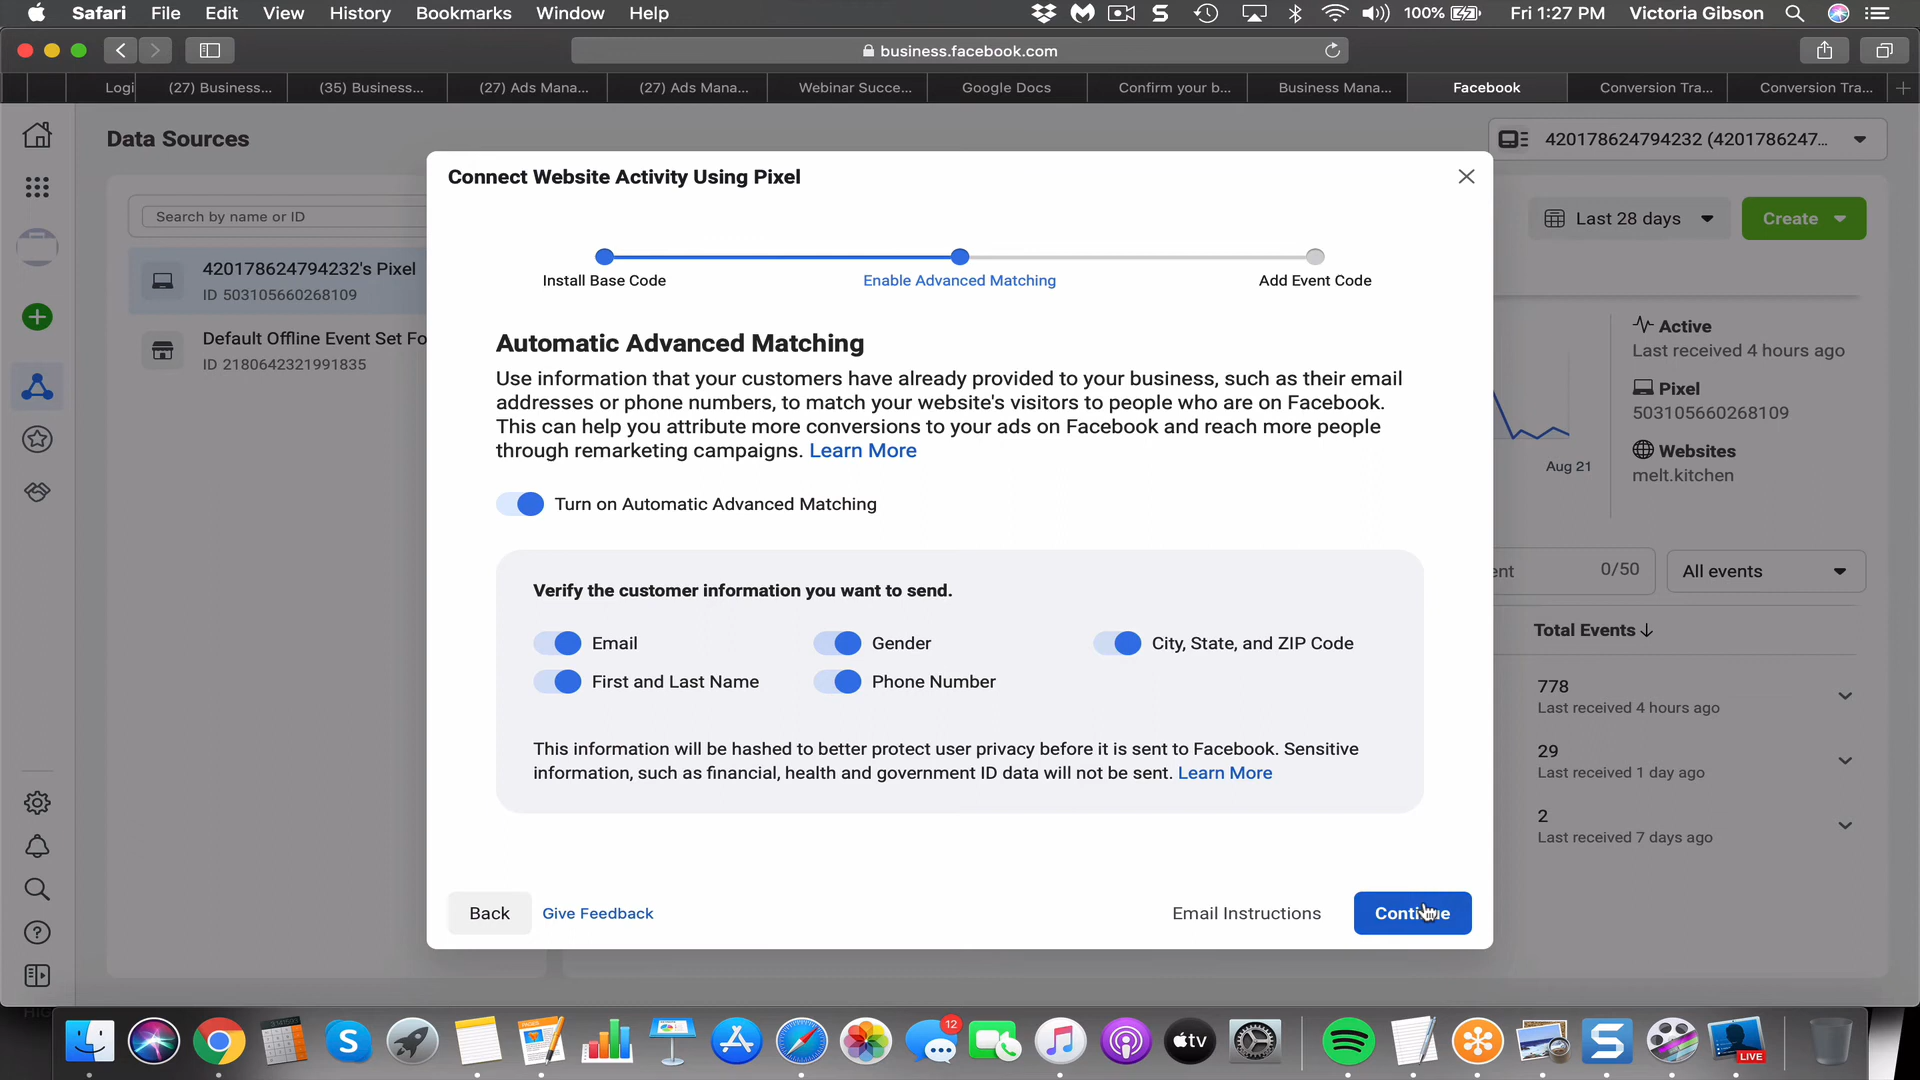 Safari File Edit View History Bookmarks Window Help 100% Fri 1:27 PM Victoria Gibson
business.facebook.com
Logi (27) Business... (35) Business... (27) Ads Mana... (27) Ads Mana... Webinar Succe... Google Docs Confirm your b... Business Mana... Facebook Conversion Tra... Conversion Tra...
Data Sources
420178624794232 (4201786247...
Search by name or ID
Last 28 days
Create
420178624794232's Pixel
ID 503105660268109
Default Offline Event Set Fo
ID 2180642321991835
Connect Website Activity Using Pixel
Install Base Code
Enable Advanced Matching
Add Event Code
Automatic Advanced Matching
Use information that your customers have already provided to your business, such as their email
addresses or phone numbers, to match your website's visitors to people who are on Facebook.
This can help you attribute more conversions to your ads on Facebook and reach more people
through remarketing campaigns. Learn More
Turn on Automatic Advanced Matching
Verify the customer information you want to send.
Email Gender City, State, and ZIP Code
First and Last Name Phone Number
This information will be hashed to better protect user privacy before it is sent to Facebook. Sensitive
information, such as financial, health and government ID data will not be sent. Learn More
Back Give Feedback Email Instructions Continue
Active
Last received 4 hours ago
Pixel
503105660268109
Websites
melt.kitchen
Aug 21
ent 0/50 All events
Total Events
778
Last received 4 hours ago
29
Last received 1 day ago
2
Last received 7 days ago
12
tv
LIVE